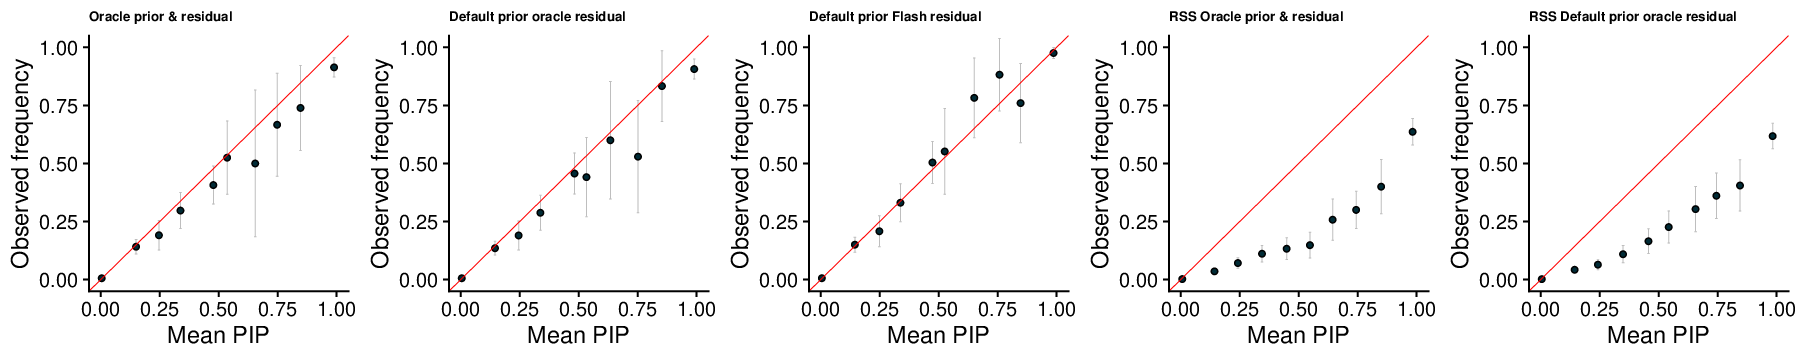 Oracle prior & residual
Observed frequency
1.00
0.75
0.50
0.25
0.00
0.00 0.25 0.50 0.75 1.00
Mean PIP
Default prior oracle residual
Observed frequency
1.00
0.75
0.50
0.25
0.00
0.00 0.25 0.50 0.75 1.00
Mean PIP
Default prior Flash residual
Observed frequency
1.00
0.75
0.50
0.25
0.00
0.00 0.25 0.50 0.75 1.00
Mean PIP
RSS Oracle prior & residual
Observed frequency
1.00
0.75
0.50
0.25
0.00
0.00 0.25 0.50 0.75 1.00
Mean PIP
RSS Default prior oracle residual
Observed frequency
1.00
0.75
0.50
0.25
0.00
0.00 0.25 0.50 0.75 1.00
Mean PIP